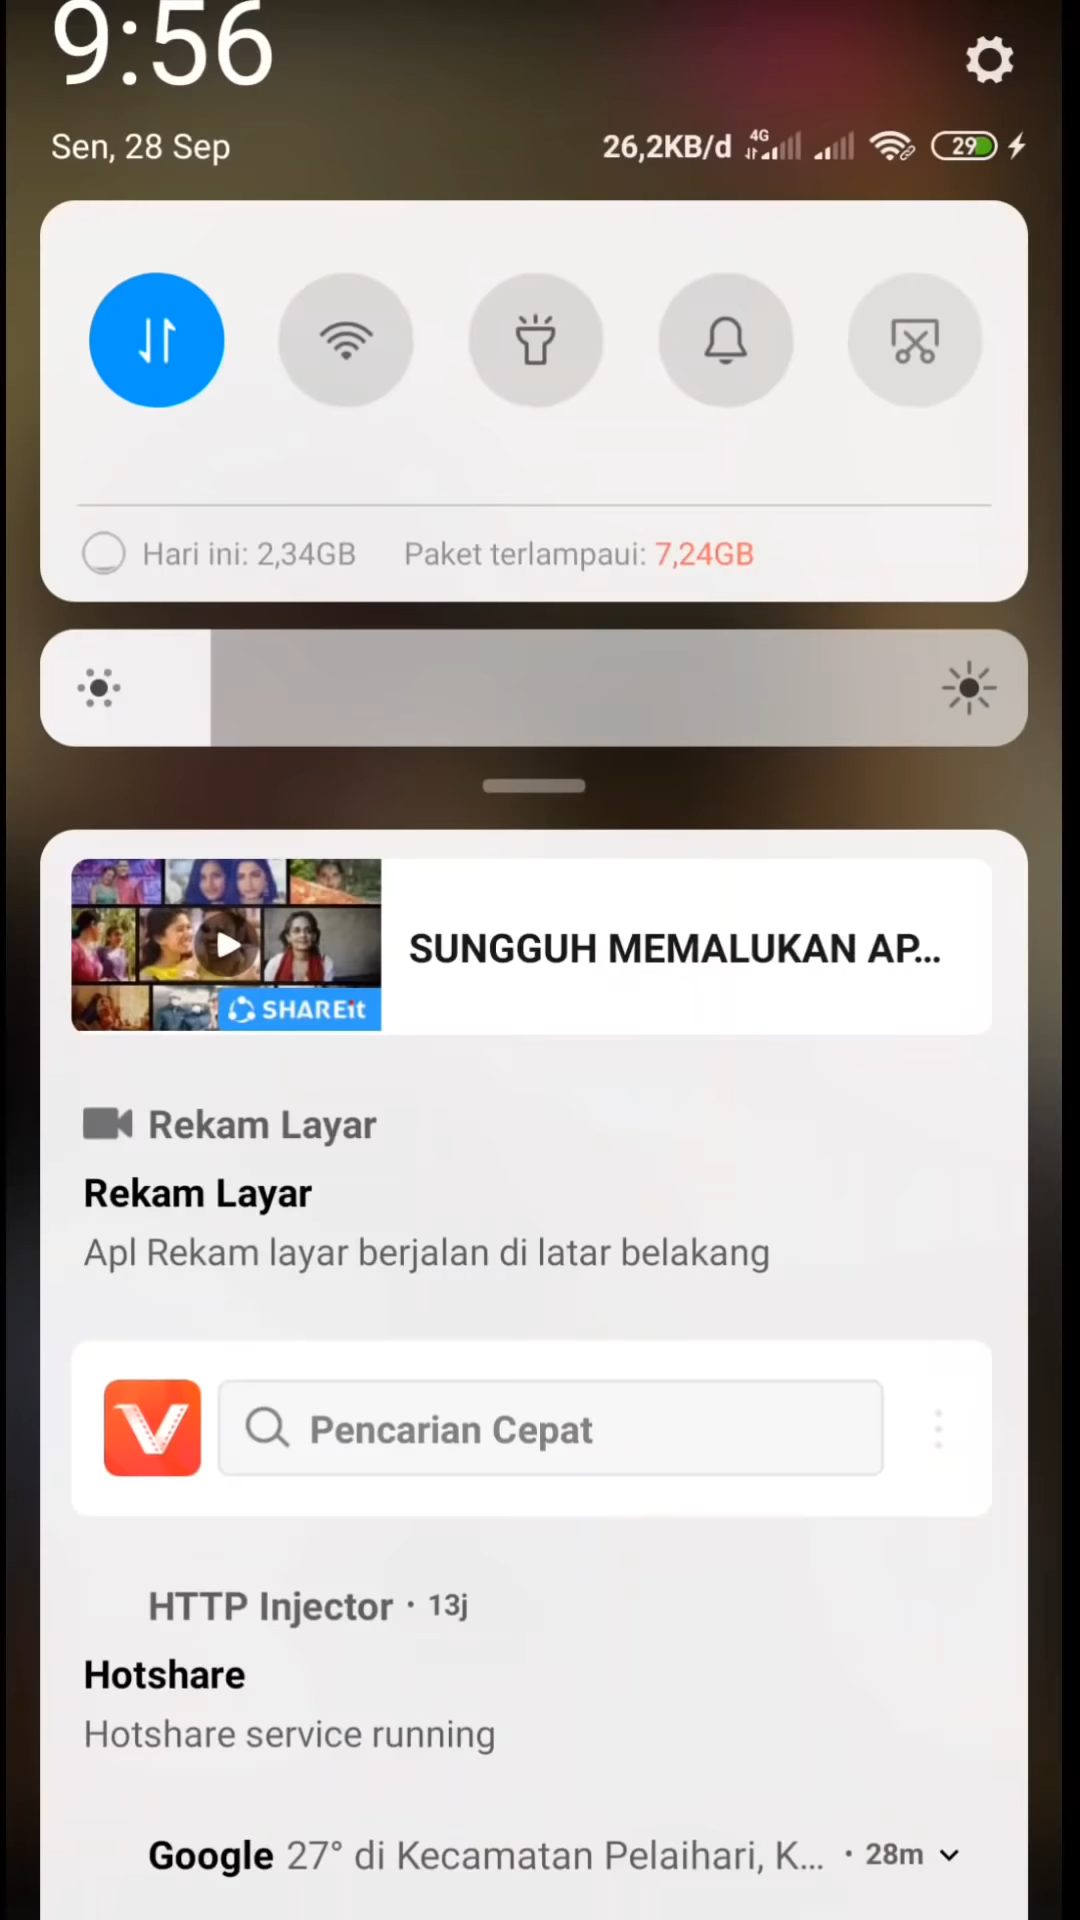 9:56
Sen, 28 Sep
26,2KB/d 4G 29
Hari ini: 2,34GB Paket terlampaui: 7,24GB
SUNGGUH MEMALUKAN AP...
SHAREit
Rekam Layar
Rekam Layar
Apl Rekam layar berjalan di latar belakang
Pencarian Cepat
HTTP Injector · 13j
Hotshare
Hotshare service running
Google 27° di Kecamatan Pelaihari, K... · 28m